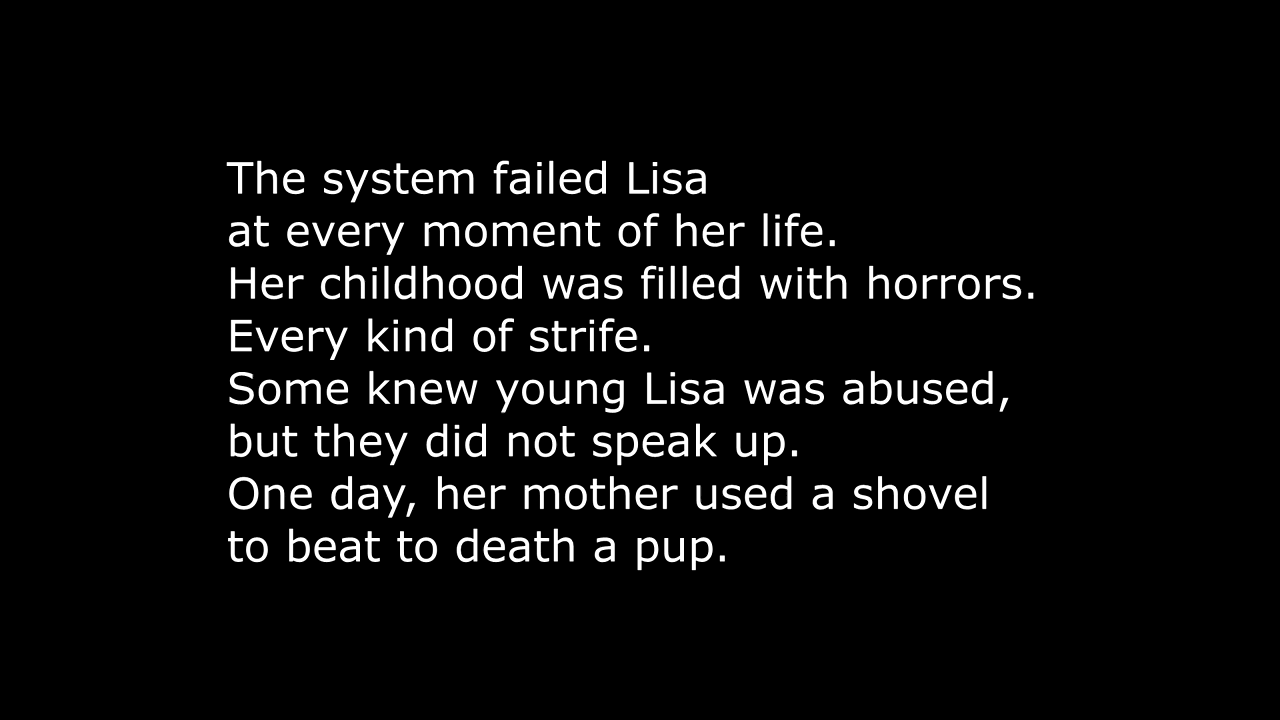 The system failed Lisa
at every moment of her life.
Her childhood was filled with horrors.
Every kind of strife.
Some knew young Lisa was abused,
but they did not speak up.
One day, her mother used a shovel
to beat to death a pup.